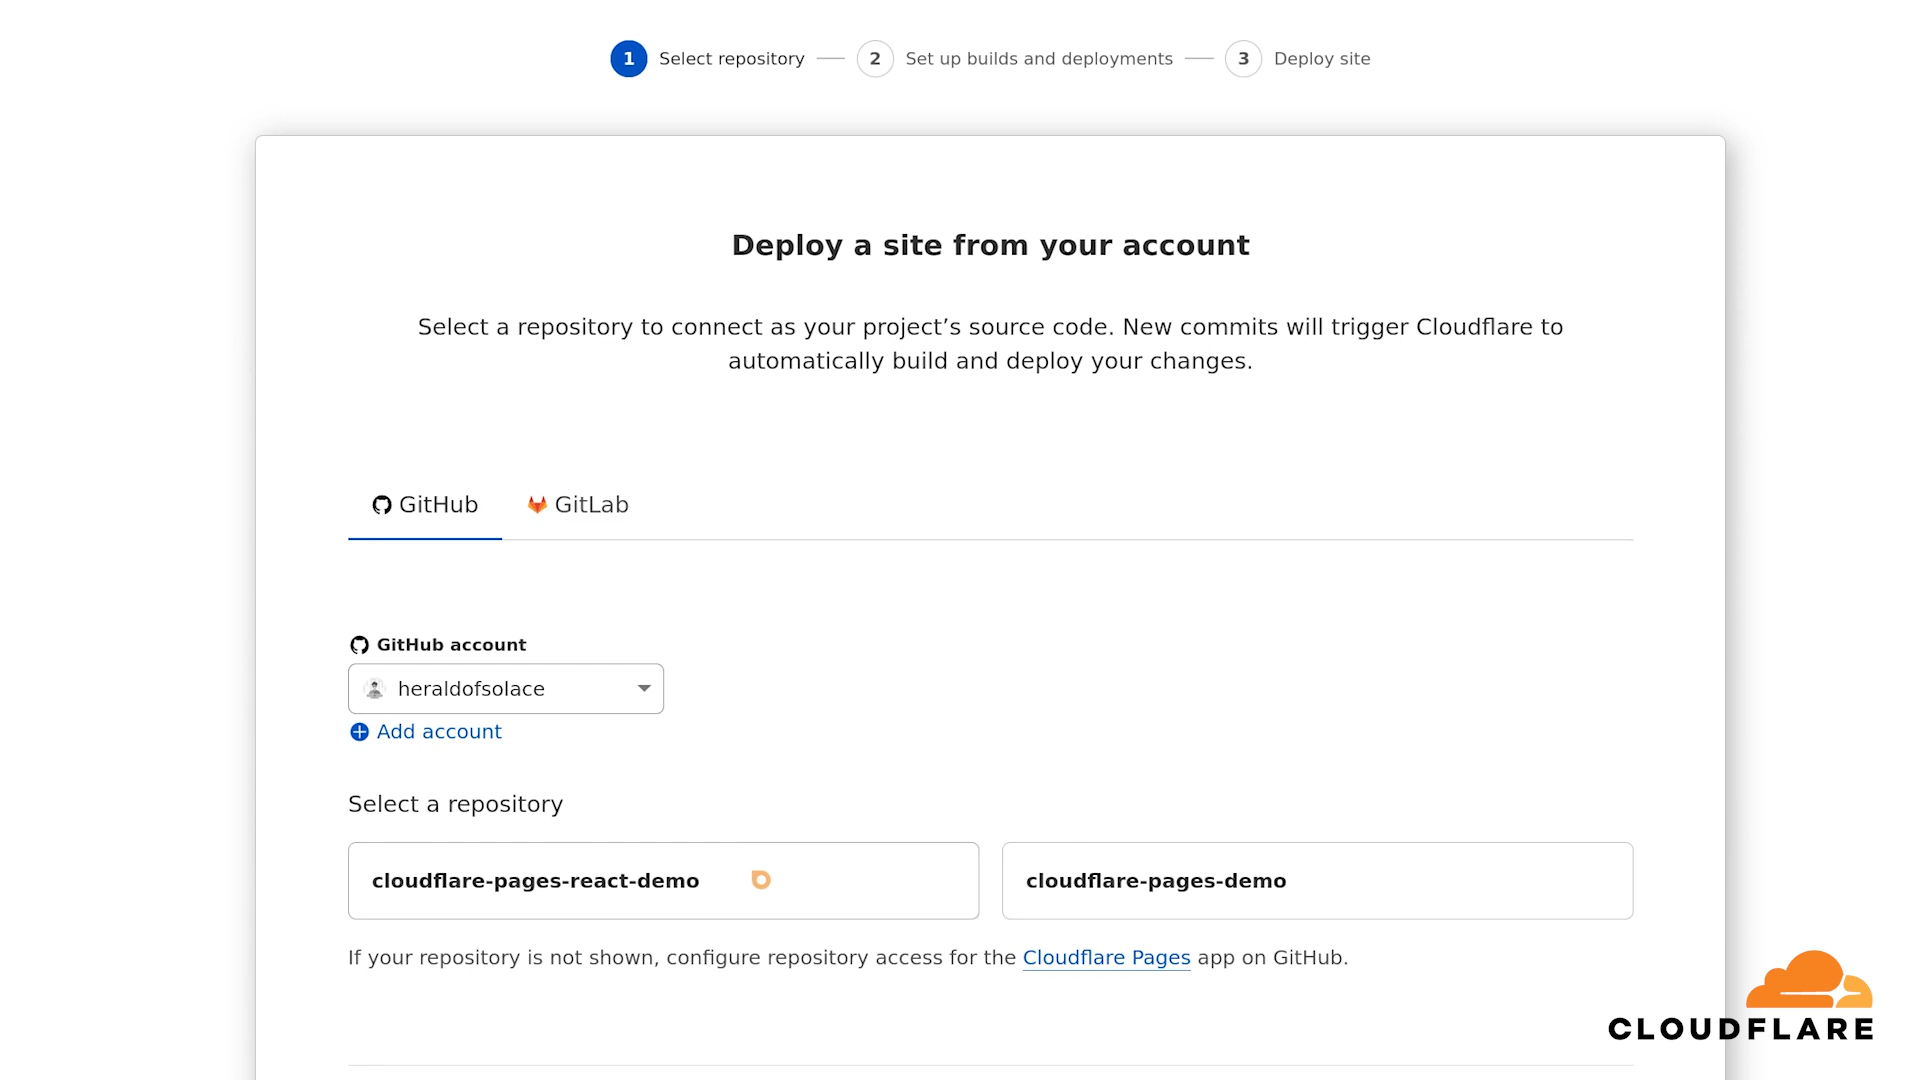 1 Select repository 2 Set up builds and deployments 3 Deploy site
Deploy a site from your account
Select a repository to connect as your project’s source code. New commits will trigger Cloudflare to
automatically build and deploy your changes.
GitHub GitLab
GitHub account
heraldofsolace
Add account
Select a repository
cloudflare-pages-react-demo cloudflare-pages-demo
If your repository is not shown, configure repository access for the Cloudflare Pages app on GitHub.
CLOUDFLARE